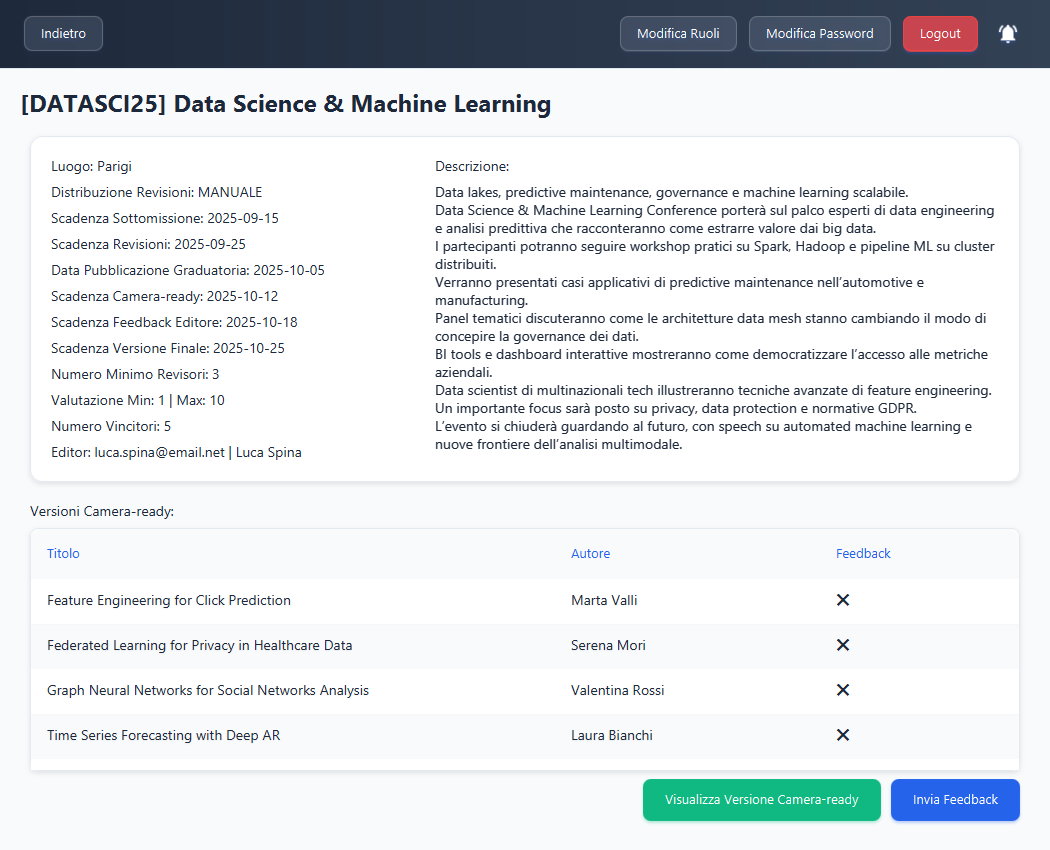 Indietro
Modifica Ruoli
Modifica Password
Logout
[DATASCI25] Data Science & Machine Learning
Luogo: Parigi
Distribuzione Revisioni: MANUALE
Scadenza Sottomissione: 2025-09-15
Scadenza Revisioni: 2025-09-25
Data Pubblicazione Graduatoria: 2025-10-05
Scadenza Camera-ready: 2025-10-12
Scadenza Feedback Editore: 2025-10-18
Scadenza Versione Finale: 2025-10-25
Numero Minimo Revisori: 3
Valutazione Min: 1 | Max: 10
Numero Vincitori: 5
Editor: luca.spina@email.net | Luca Spina
Descrizione:
Data lakes, predictive maintenance, governance e machine learning scalabile.
Data Science & Machine Learning Conference porterà sul palco esperti di data engineering
e analisi predittiva che racconteranno come estrarre valore dai big data.
I partecipanti potranno seguire workshop pratici su Spark, Hadoop e pipeline ML su cluster
distribuiti.
Verranno presentati casi applicativi di predictive maintenance nell’automotive e
manufacturing.
Panel tematici discuteranno come le architetture data mesh stanno cambiando il modo di
concepire la governance dei dati.
BI tools e dashboard interattive mostreranno come democratizzare l’accesso alle metriche
aziendali.
Data scientist di multinazionali tech illustreranno tecniche avanzate di feature engineering.
Un importante focus sarà posto su privacy, data protection e normative GDPR.
L’evento si chiuderà guardando al futuro, con speech su automated machine learning e
nuove frontiere dell’analisi multimodale.
Versioni Camera-ready:
Titolo Autore Feedback
Feature Engineering for Click Prediction Marta Valli ✕
Federated Learning for Privacy in Healthcare Data Serena Mori ✕
Graph Neural Networks for Social Networks Analysis Valentina Rossi ✕
Time Series Forecasting with Deep AR Laura Bianchi ✕
Visualizza Versione Camera-ready
Invia Feedback